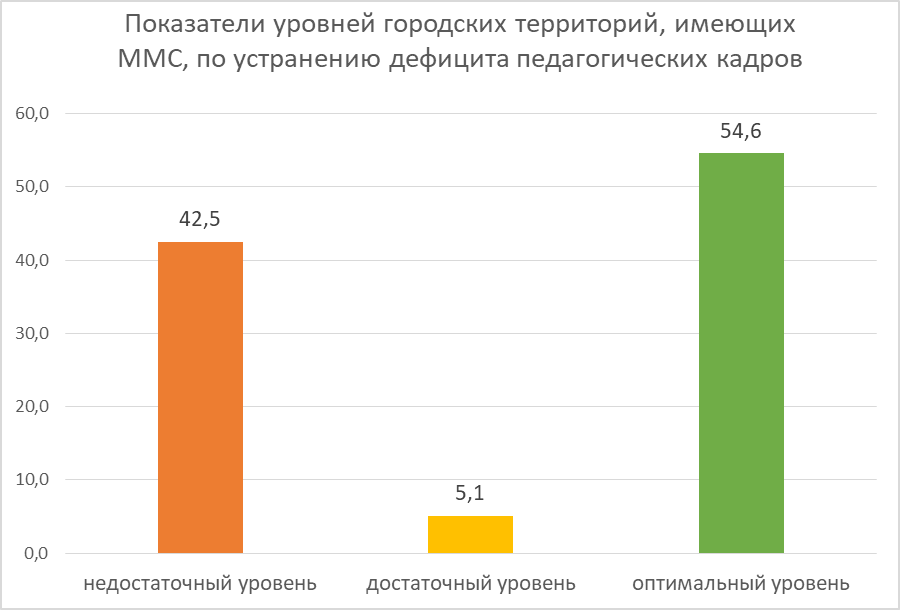 Показатели уровней городских территорий, имеющих
ММС, по устранению дефицита педагогических кадров
60,0
50,0
40,0
30,0
20,0
10,0
0,0
42,5
5,1
54,6
недостаточный уровень
достаточный уровень
оптимальный уровень